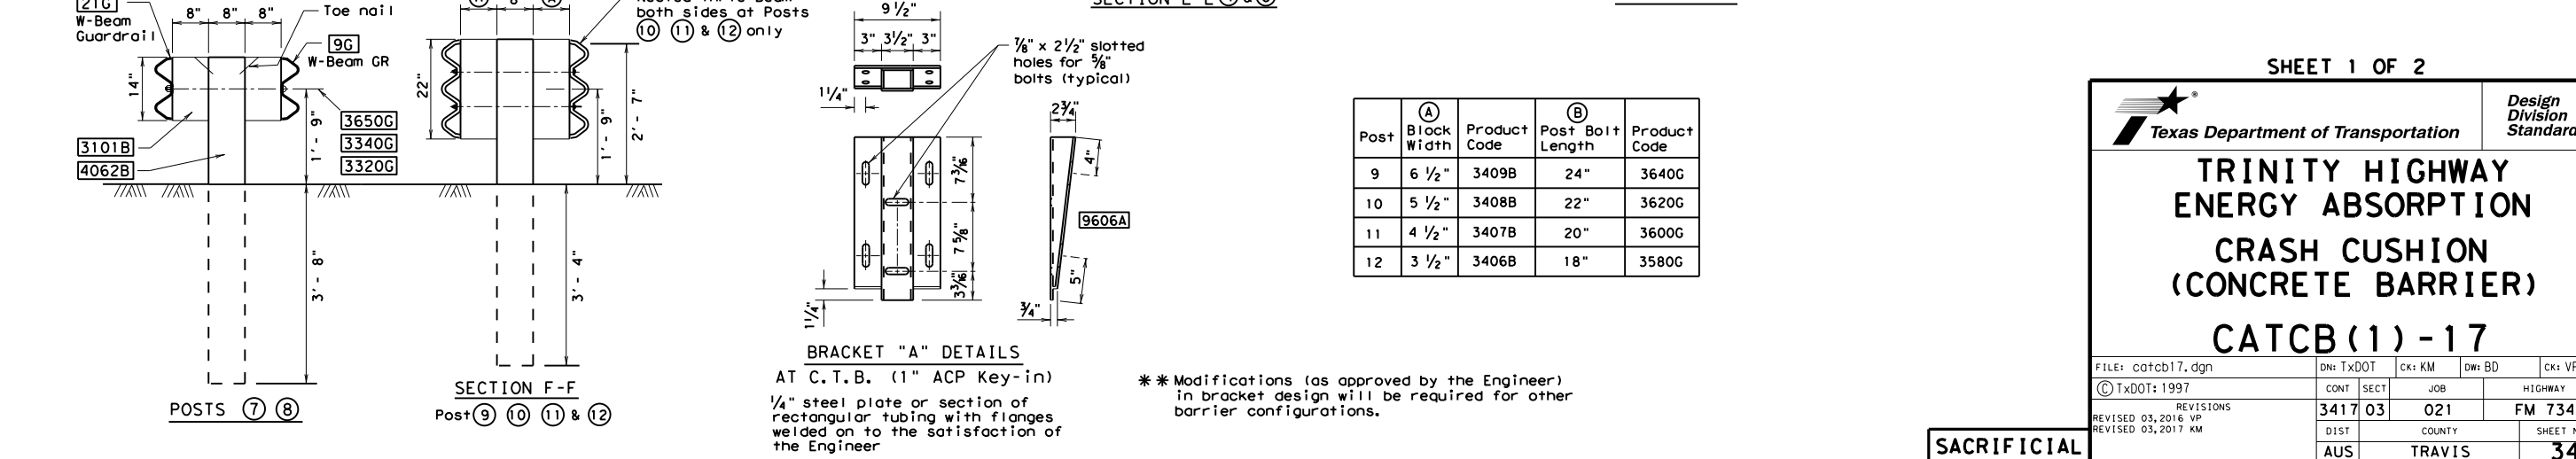 21G
W-Beam
Guardrail
8" 8" 8"
Toe nail
9G
W-Beam GR
14"
1'- 9"
3650G
3340G
3320G
3101B
4062B
3'- 8"
POSTS 7 8
both sides at Posts
10 11 & 12 only
22"
1'- 9"
2'- 7"
3'- 4"
SECTION F-F
Post 9 10 11 & 12
9 1/2"
3" 3 1/2" 3"
7/8" x 2 1/2" slotted
holes for 5/8"
bolts (typical)
1 1/4"
7 3/16"
7 5/8"
3 3/16"
1 1/4"
2 3/4"
4"
9606A
5"
3/4"
BRACKET "A" DETAILS
AT C.T.B. (1" ACP Key-in)
1/4" steel plate or section of
rectangular tubing with flanges
welded on to the satisfaction of
the Engineer
** Modifications (as approved by the Engineer)
in bracket design will be required for other
barrier configurations.
Post A Block Width Product Code B Post Bolt Length Product Code
9 6 1/2" 3409B 24" 3640G
10 5 1/2" 3408B 22" 3620G
11 4 1/2" 3407B 20" 3600G
12 3 1/2" 3406B 18" 3580G
SHEET 1 OF 2
Texas Department of Transportation
®
Design
Division
Standard
TRINITY HIGHWAY
ENERGY ABSORPTION
CRASH CUSHION
(CONCRETE BARRIER)
CATCB(1)-17
FILE: catcb17.dgn DN: TxDOT CK: KM DW: BD CK: VP
© TxDOT: 1997 CONT SECT JOB HIGHWAY
REVISIONS
REVISED 03,2016 VP
REVISED 03,2017 KM
3417 03 021 FM 734
DIST COUNTY SHEET
AUS TRAVIS 34
SACRIFICIAL